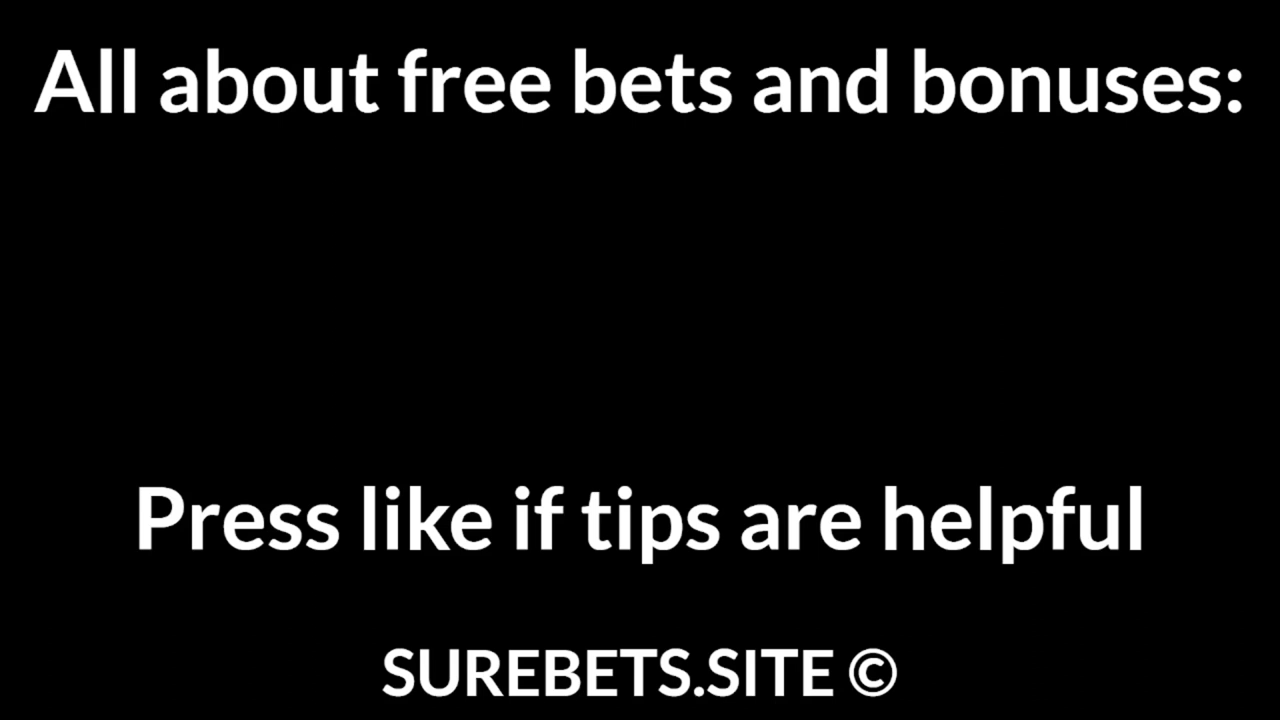 All about free bets and bonuses:
Press like if tips are helpful
SUREBETS.SITE ©